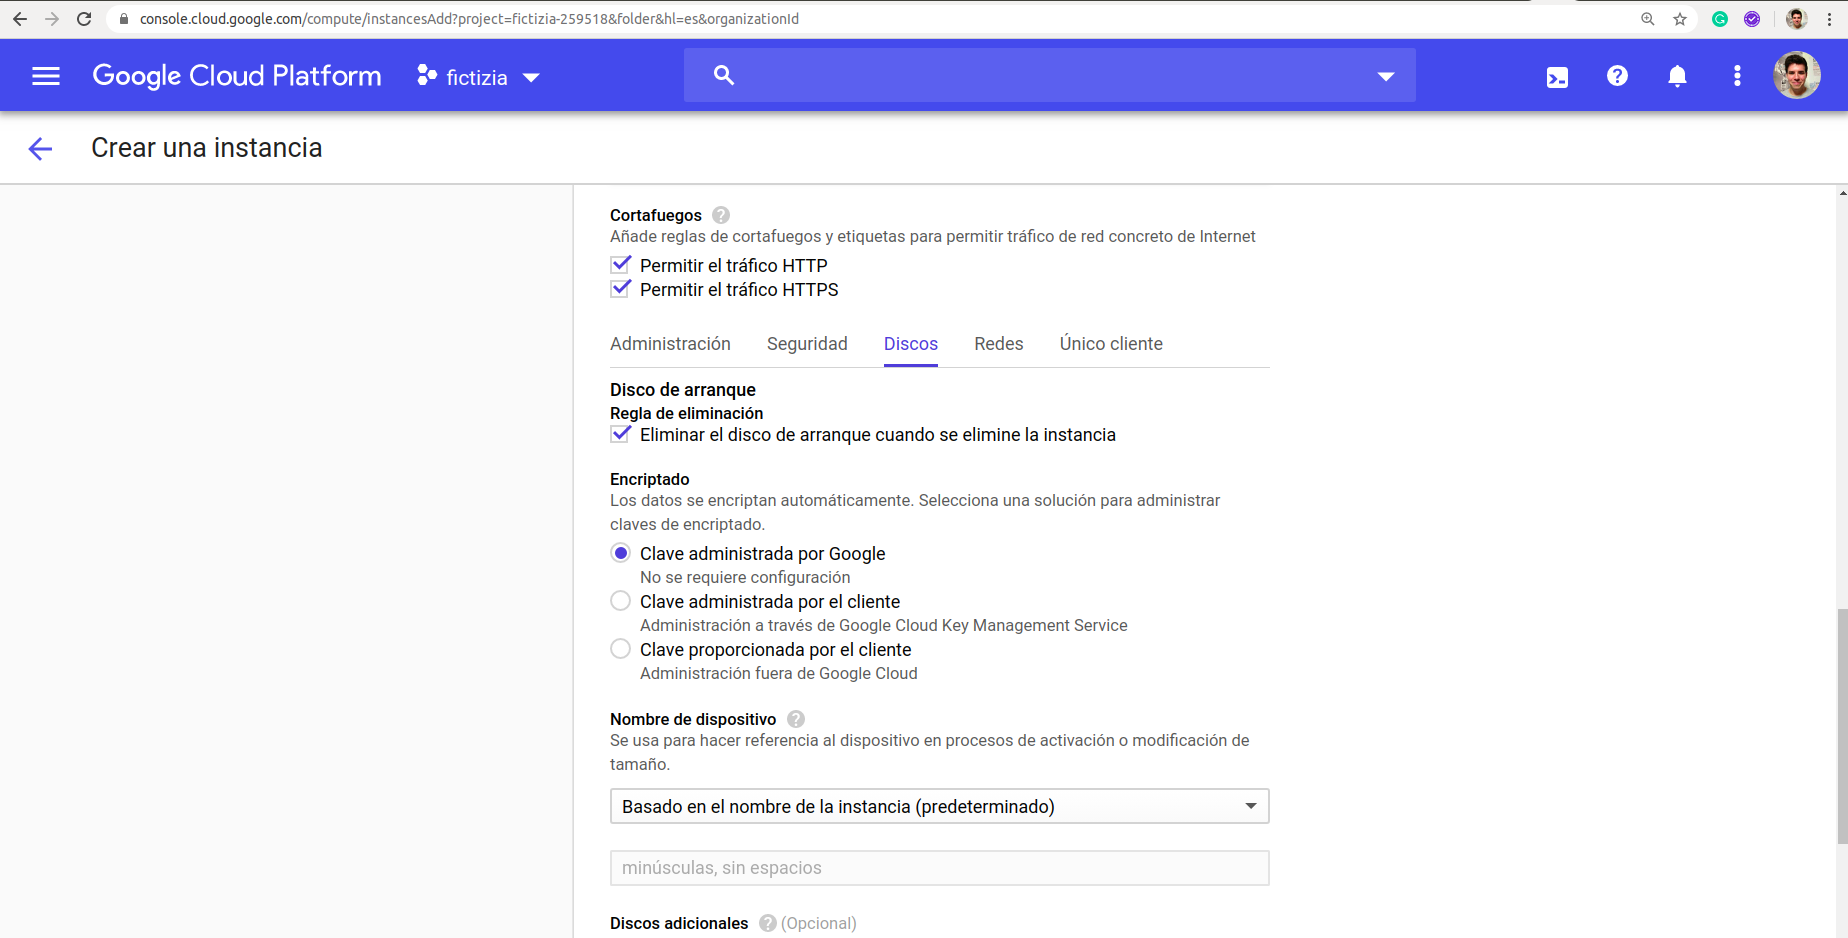 console.cloud.google.com/compute/instancesAdd?project=fictizia-259518&folder&hl=es&organizationId
Google Cloud Platform
fictizia
Crear una instancia
Cortafuegos
Añade reglas de cortafuegos y etiquetas para permitir tráfico de red concreto de Internet
Permitir el tráfico HTTP
Permitir el tráfico HTTPS
Administración Seguridad Discos Redes Único cliente
Disco de arranque
Regla de eliminación
Eliminar el disco de arranque cuando se elimine la instancia
Encriptado
Los datos se encriptan automáticamente. Selecciona una solución para administrar
claves de encriptado.
Clave administrada por Google
No se requiere configuración
Clave administrada por el cliente
Administración a través de Google Cloud Key Management Service
Clave proporcionada por el cliente
Administración fuera de Google Cloud
Nombre de dispositivo
Se usa para hacer referencia al dispositivo en procesos de activación o modificación de
tamaño.
Basado en el nombre de la instancia (predeterminado)
minúsculas, sin espacios
Discos adicionales (Opcional)